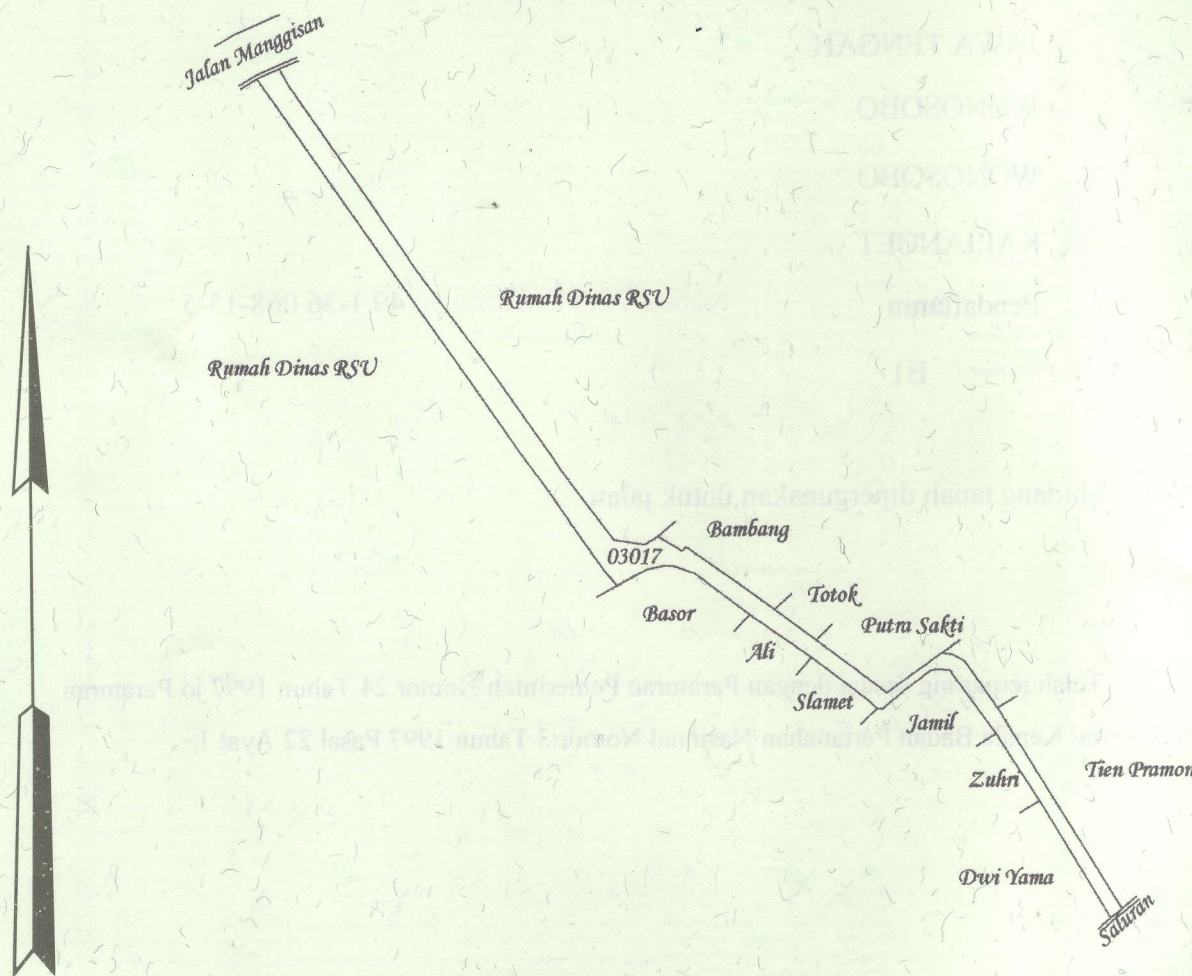 Jalan Manggisan
Rumah Dinas RSU
Rumah Dinas RSU
Bambang
03017
Totok
Basor
Putra Sakti
Ali
Slamet
Jamil
Tien Pramon
Zuhri
Dwi Yama
Saluran
JAWA TENGAH
WONOSOBO
WONOSOBO
KALIANGET
Pendaftaran
B1
bidang tanah dipergunakan untuk jalan
Telah terpasang sesuai dengan Peraturan Pemerintah Nomor 24 Tahun 1997 jo Peraturan
Kepala Badan Pertanahan Nasional Nomor 3 Tahun 1997 Pasal 22 Ayat 1